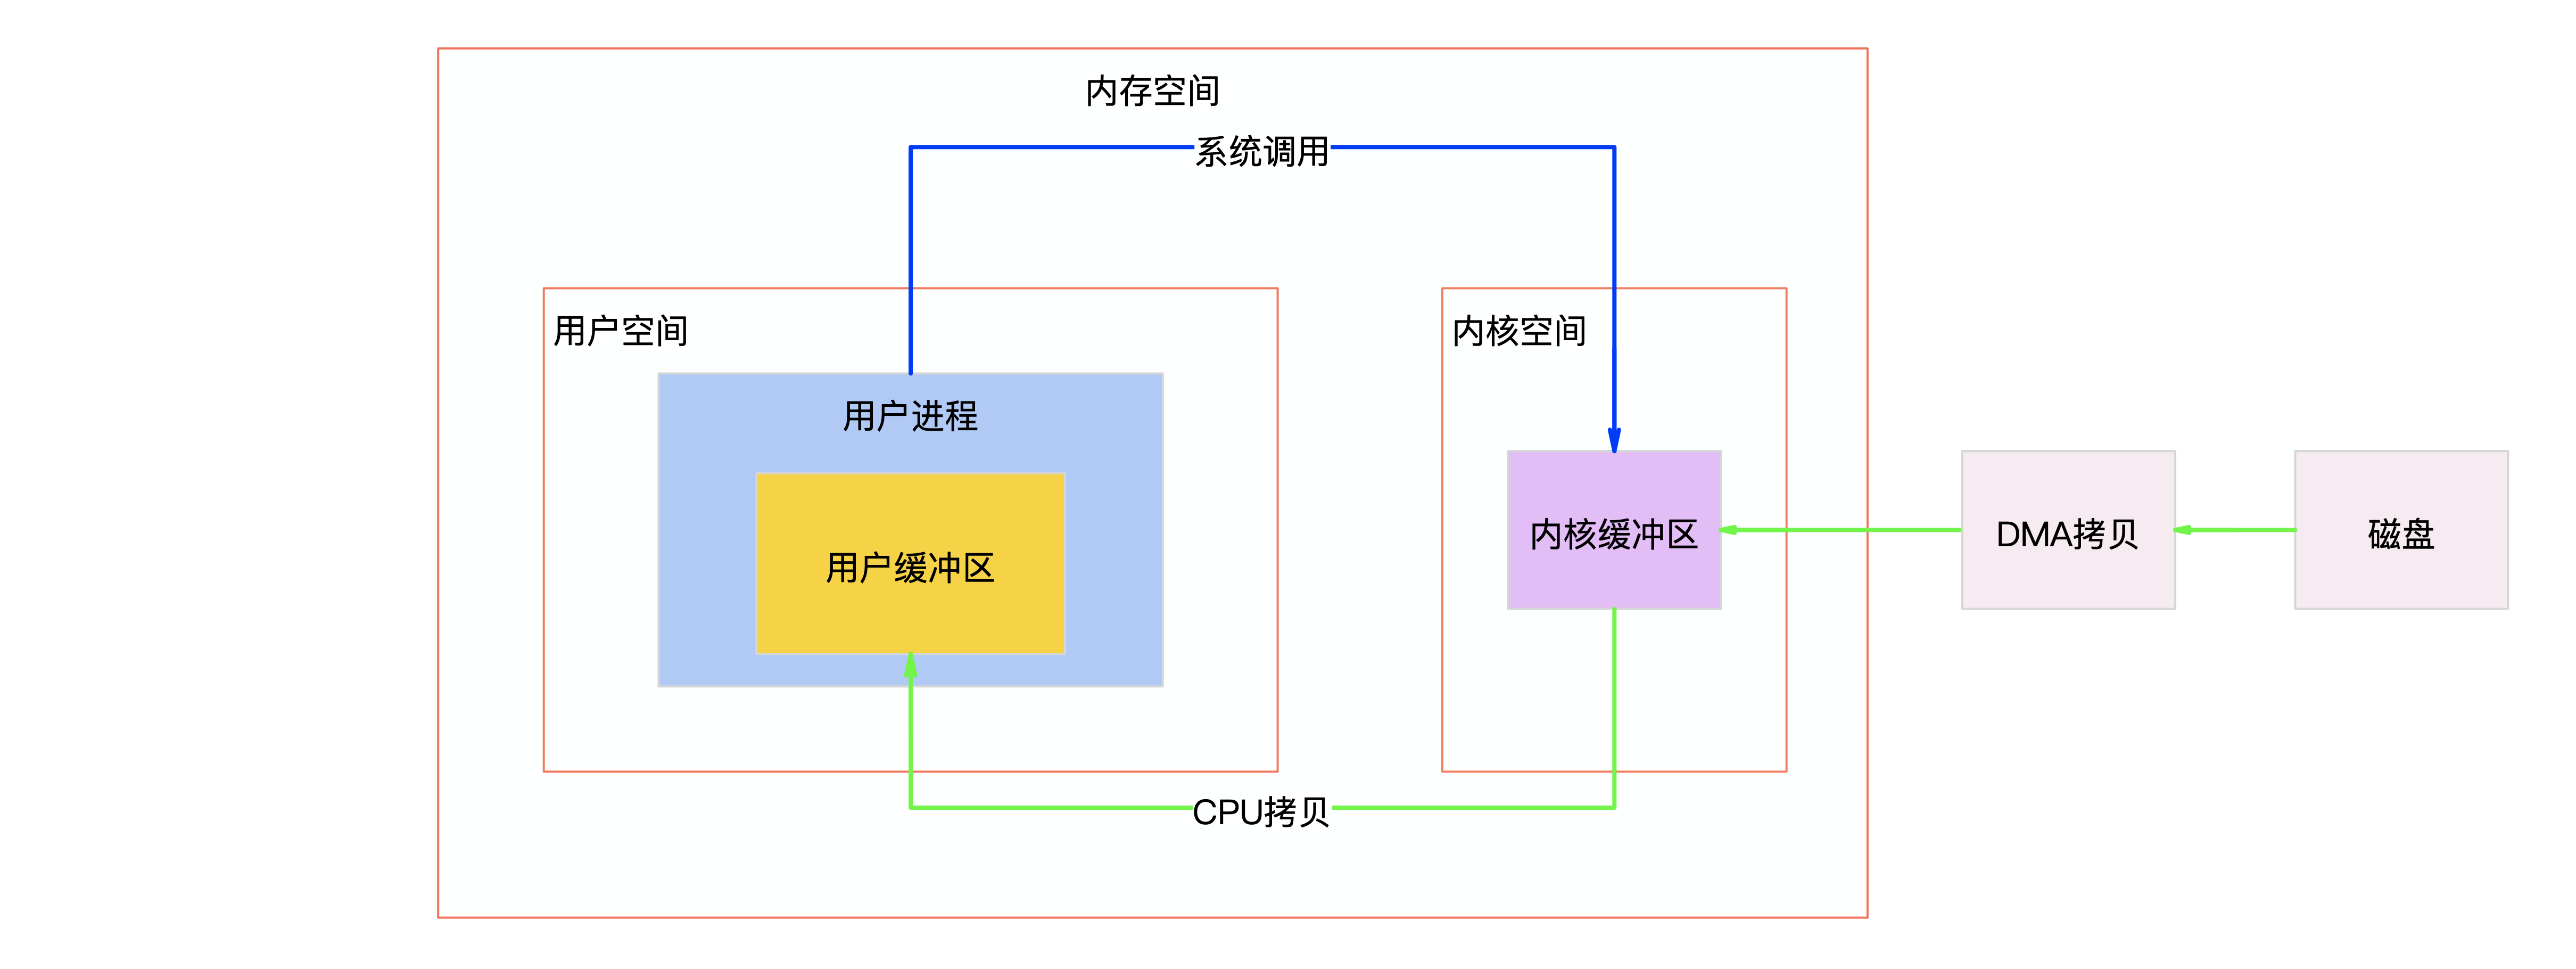 内存空间
系统调用
用户空间
内核空间
用户进程
内核缓冲区
DMA拷贝
磁盘
用户缓冲区
CPU拷贝